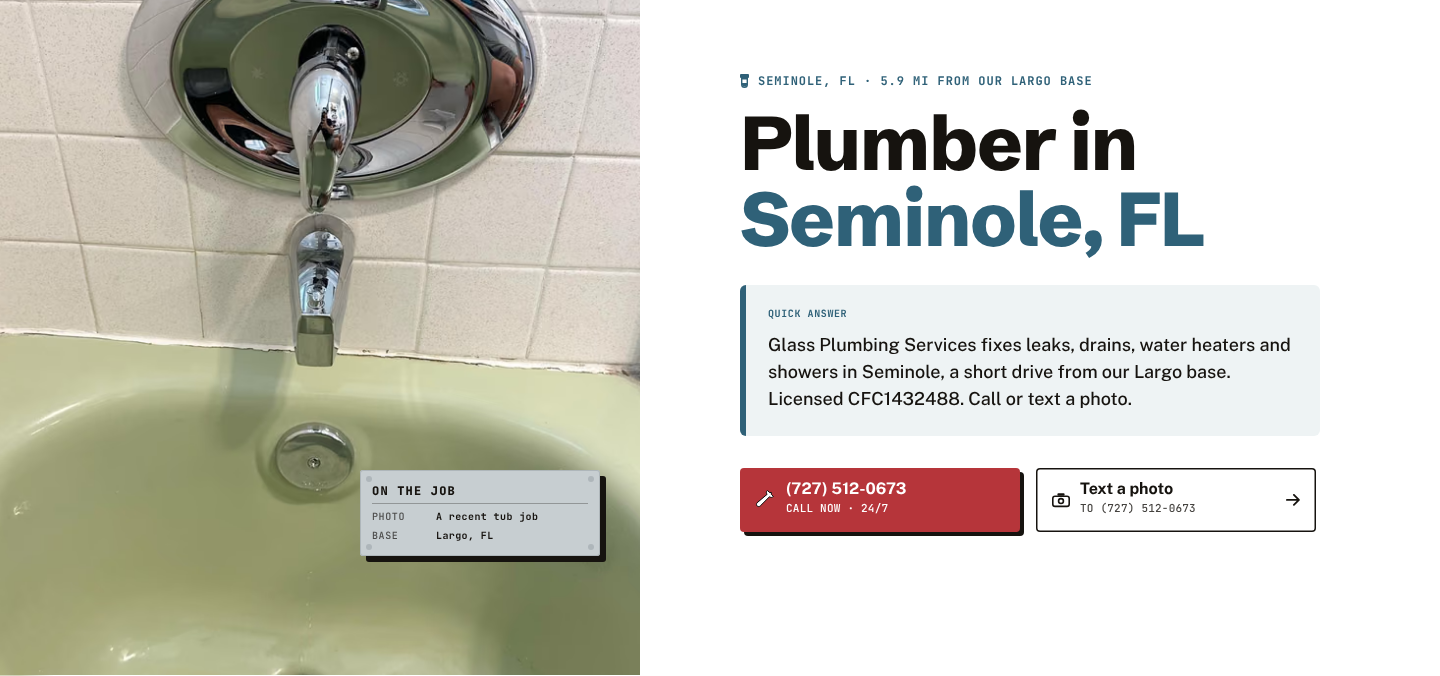 SEMINOLE, FL · 5.9 MI FROM OUR LARGO BASE
Plumber in
Seminole, FL
QUICK ANSWER
Glass Plumbing Services fixes leaks, drains, water heaters and
showers in Seminole, a short drive from our Largo base.
Licensed CFC1432488. Call or text a photo.
(727) 512-0673
CALL NOW · 24/7
Text a photo
TO (727) 512-0673
ON THE JOB
PHOTO A recent tub job
BASE Largo, FL